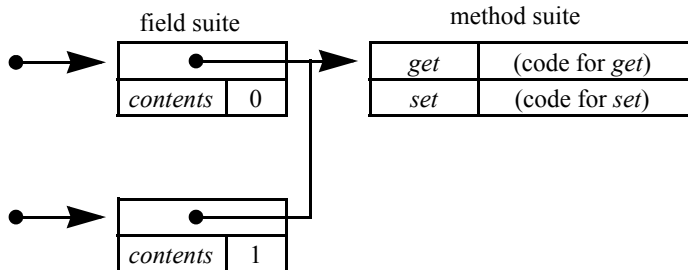 field suite
method suite
get (code for get)
contents 0
set (code for set)
contents 1